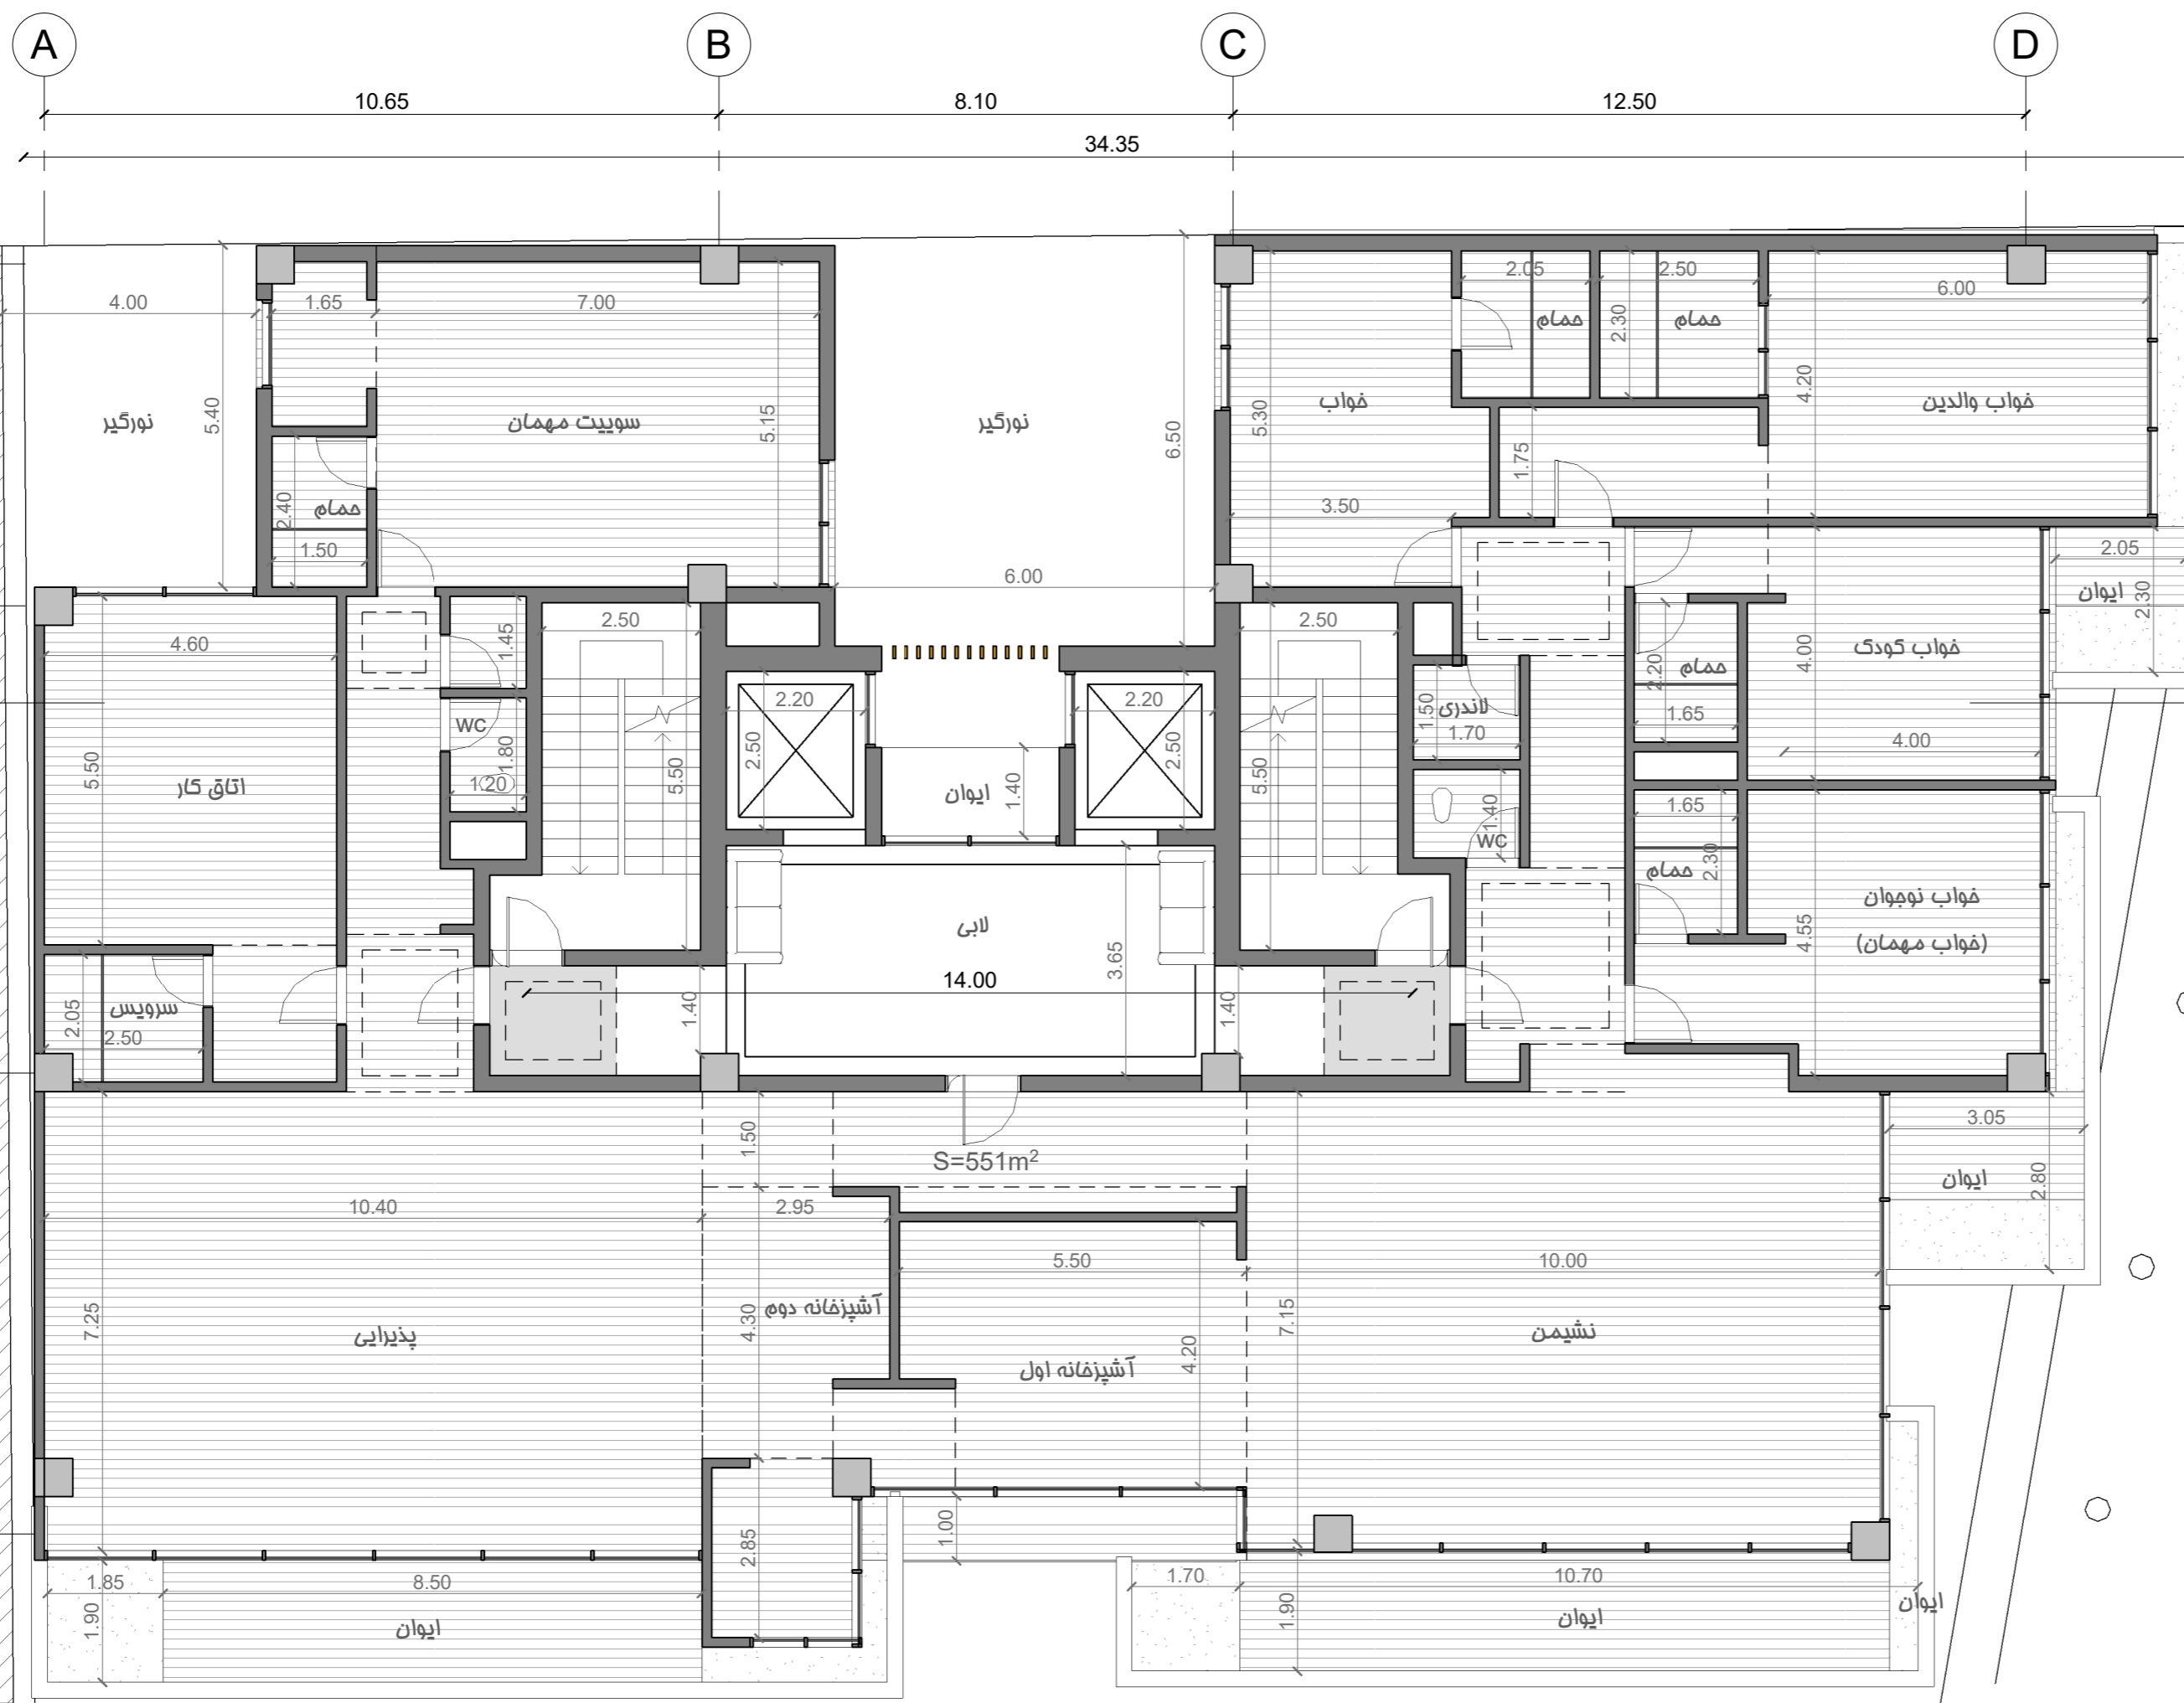 A
B
C
D
10.65
8.10
12.50
34.35
4.00
1.65
7.00
2.05
2.50
6.00
حمام
حمام
2.30
4.20
نورگیر
5.40
سوییت مهمان
5.15
نورگیر
6.50
5.30
خواب
خواب والدین
1.75
2.40
حمام
1.50
3.50
6.00
2.05
ایوان
2.30
4.60
1.45
2.50
2.50
4.00
خواب کودک
2.20
حمام
1.65
4.00
WC
1.80
1.20
5.50
اتاق کار
5.50
2.20
2.50
ایوان
1.40
2.20
2.50
5.50
1.50
لاندری
1.70
1.40
WC
1.65
2.30
حمام
4.55
خواب نوجوان
(خواب مهمان)
لابی
3.65
14.00
1.40
1.40
2.05
سرویس
2.50
1.50
S=551m²
3.05
ایوان
2.80
10.40
2.95
5.50
10.00
7.25
پذیرایی
4.30
آشپزخانه دوم
آشپزخانه اول
4.20
7.15
نشیمن
2.85
1.00
1.85
8.50
1.90
ایوان
1.70
10.70
1.90
ایوان
ایوان